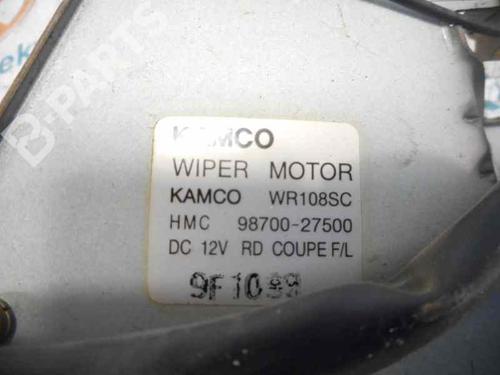 B-PARTS
KAMCO
WIPER MOTOR
KAMCO WR108SC
HMC 98700-27500
DC 12V RD COUPE F/L